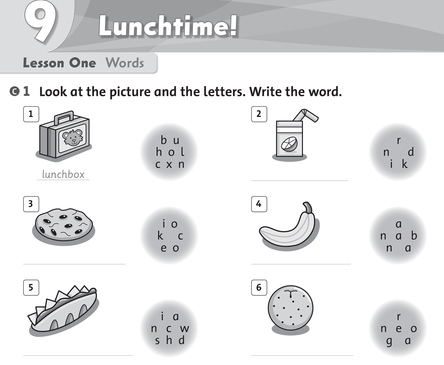 9 Lunchtime!
Lesson One Words
C 1 Look at the picture and the letters. Write the word.
1
b u
h o l
c x n
lunchbox
2
r
n d
i k
3
i o
k c
e o
4
a
n a b
n a
5
i a
n c w
s h d
6
r
n e o
g a